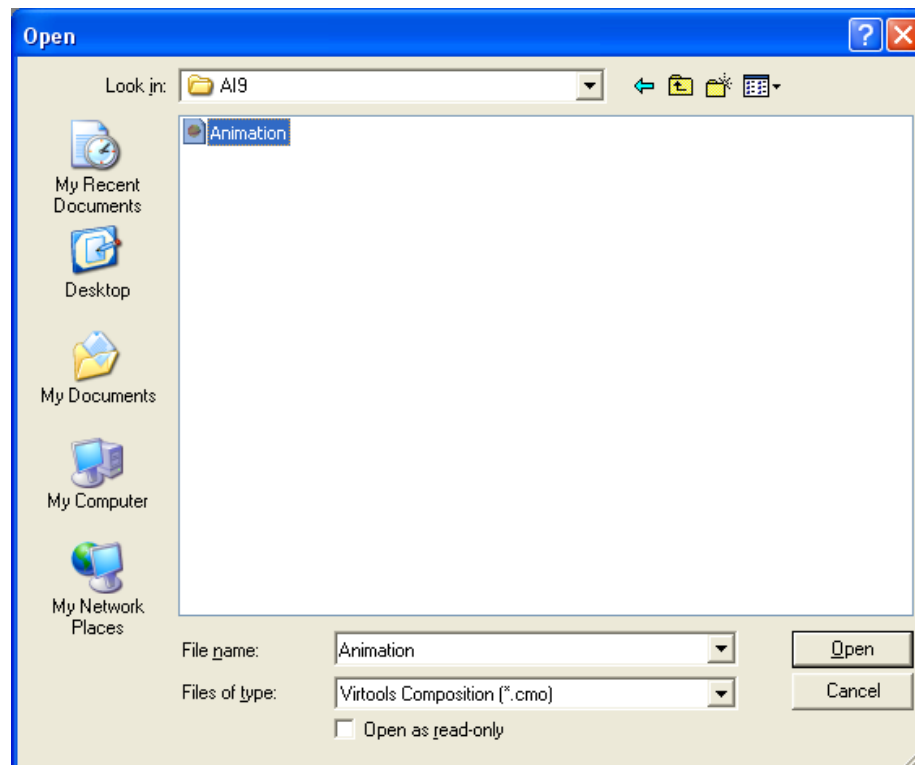 Open
Look in:
AI9
Animation
My Recent
Documents
Desktop
My Documents
My Computer
My Network
Places
File name:
Animation
Open
Files of type:
Virtools Composition (*.cmo)
Cancel
Open as read-only